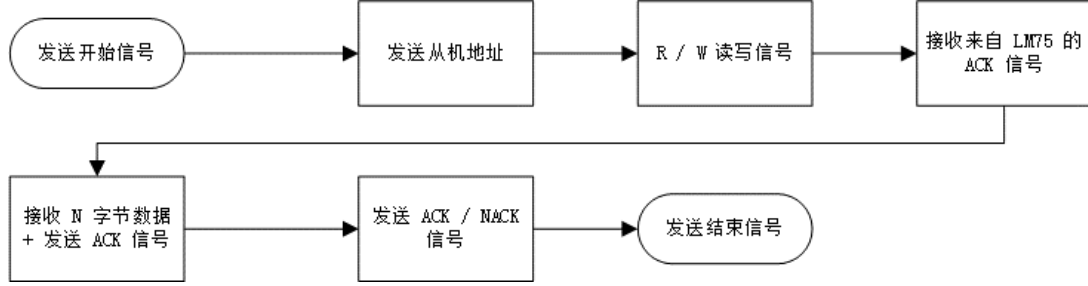 发送开始信号
发送从机地址
R / W 读写信号
接收来自 LM75 的
ACK 信号
接收 N 字节数据
+ 发送 ACK 信号
发送 ACK / NACK
信号
发送结束信号